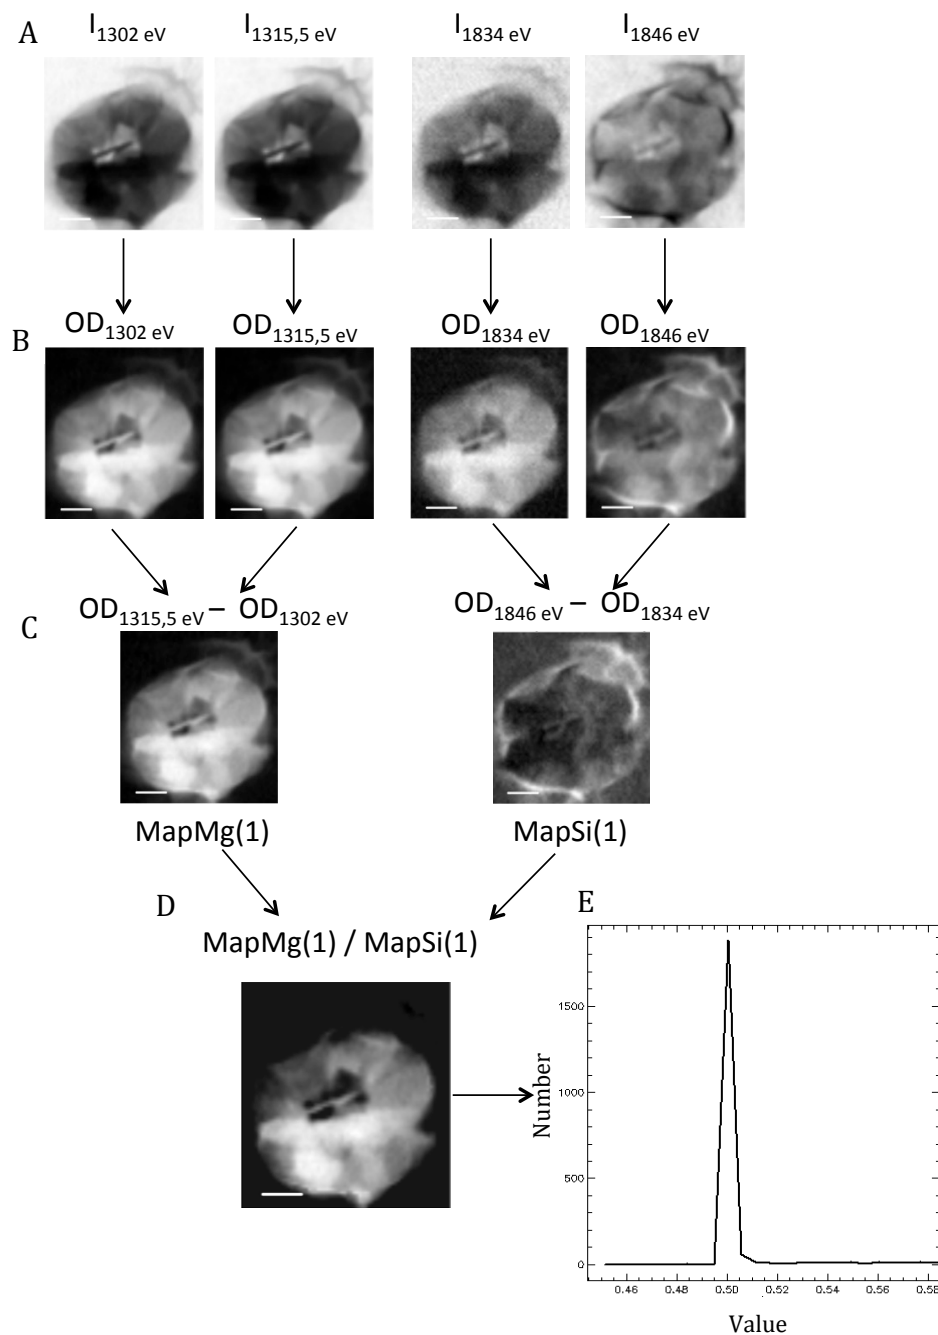 A
I1302 eV I1315,5 eV I1834 eV I1846 eV
B
OD1302 eV OD1315,5 eV OD1834 eV OD1846 eV
C
OD1315,5 eV – OD1302 eV OD1846 eV – OD1834 eV
MapMg(1) MapSi(1)
D
E
MapMg(1) / MapSi(1)
1500
1000
500
0
Number
0.46 0.48 0.50 0.52 0.54 0.56 0.58
Value